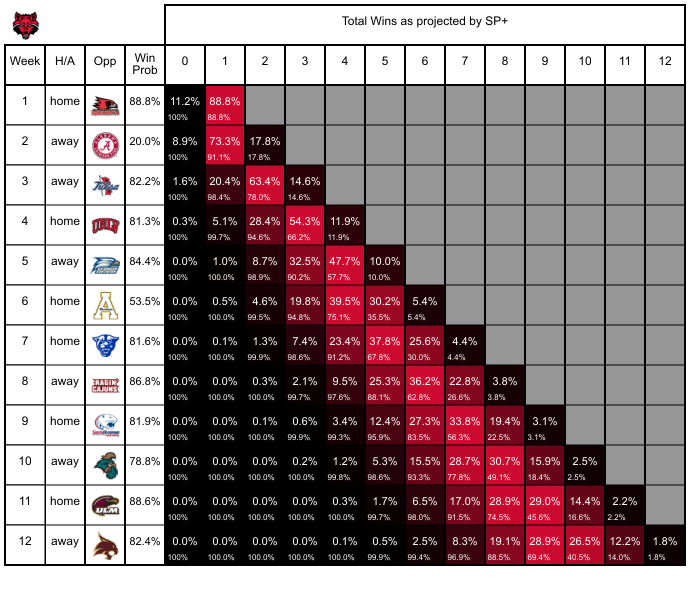 Total Wins as projected by SP+
Week H/A Opp Win Prob 0 1 2 3 4 5 6 7 8 9 10 11 12
1 home 88.8% 11.2% 88.8%
100% 88.8%
2 away 20.0% 8.9% 73.3% 17.8%
100% 91.1% 17.8%
3 away Tulsa 82.2% 1.6% 20.4% 63.4% 14.6%
100% 98.4% 78.0% 14.6%
4 home UNLV 81.3% 0.3% 5.1% 28.4% 54.3% 11.9%
100% 99.7% 94.6% 66.2% 11.9%
5 away 84.4% 0.0% 1.0% 8.7% 32.5% 47.7% 10.0%
100% 100.0% 98.9% 90.2% 57.7% 10.0%
6 home A 53.5% 0.0% 0.5% 4.6% 19.8% 39.5% 30.2% 5.4%
100% 100.0% 99.5% 94.8% 75.1% 35.5% 5.4%
7 home 81.6% 0.0% 0.1% 1.3% 7.4% 23.4% 37.8% 25.6% 4.4%
100% 100.0% 99.9% 98.6% 91.2% 67.8% 30.0% 4.4%
8 away RAGIN CAJUNS 86.8% 0.0% 0.0% 0.3% 2.1% 9.5% 25.3% 36.2% 22.8% 3.8%
100% 100.0% 100.0% 99.7% 97.6% 88.1% 62.8% 26.6% 3.8%
9 home 81.9% 0.0% 0.0% 0.1% 0.6% 3.4% 12.4% 27.3% 33.8% 19.4% 3.1%
100% 100.0% 100.0% 99.9% 99.3% 95.9% 83.5% 56.3% 22.5% 3.1%
10 away 78.8% 0.0% 0.0% 0.0% 0.2% 1.2% 5.3% 15.5% 28.7% 30.7% 15.9% 2.5%
100% 100.0% 100.0% 100.0% 99.8% 98.6% 93.3% 77.8% 49.1% 18.4% 2.5%
11 home ULM 88.6% 0.0% 0.0% 0.0% 0.0% 0.3% 1.7% 6.5% 17.0% 28.9% 29.0% 14.4% 2.2%
100% 100.0% 100.0% 100.0% 100.0% 99.7% 98.0% 91.5% 74.5% 45.6% 16.6% 2.2%
12 away 82.4% 0.0% 0.0% 0.0% 0.0% 0.1% 0.5% 2.5% 8.3% 19.1% 28.9% 26.5% 12.2% 1.8%
100% 100.0% 100.0% 100.0% 100.0% 99.9% 99.4% 96.9% 88.5% 69.4% 40.5% 14.0% 1.8%